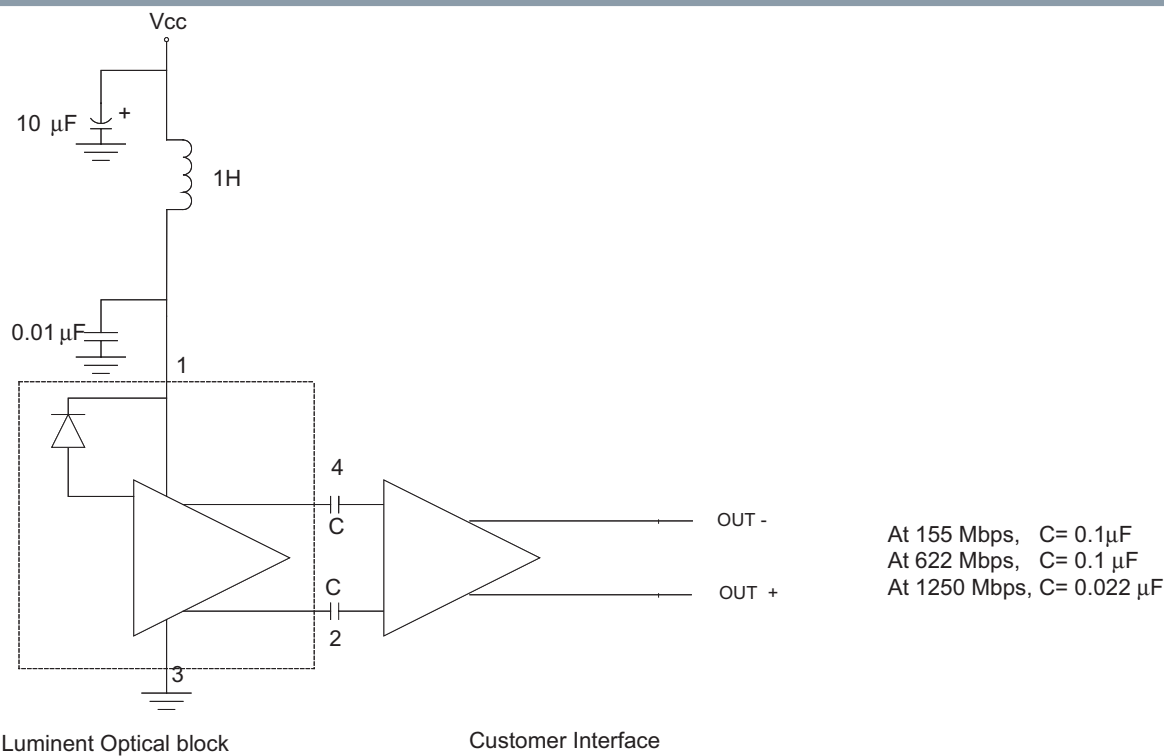 Vcc
10 μF
+
1H
0.01 μF
1
4
C
C
2
3
OUT -
OUT +
At 155 Mbps, C= 0.1μF
At 622 Mbps, C= 0.1 μF
At 1250 Mbps, C= 0.022 μF
Luminent Optical block
Customer Interface